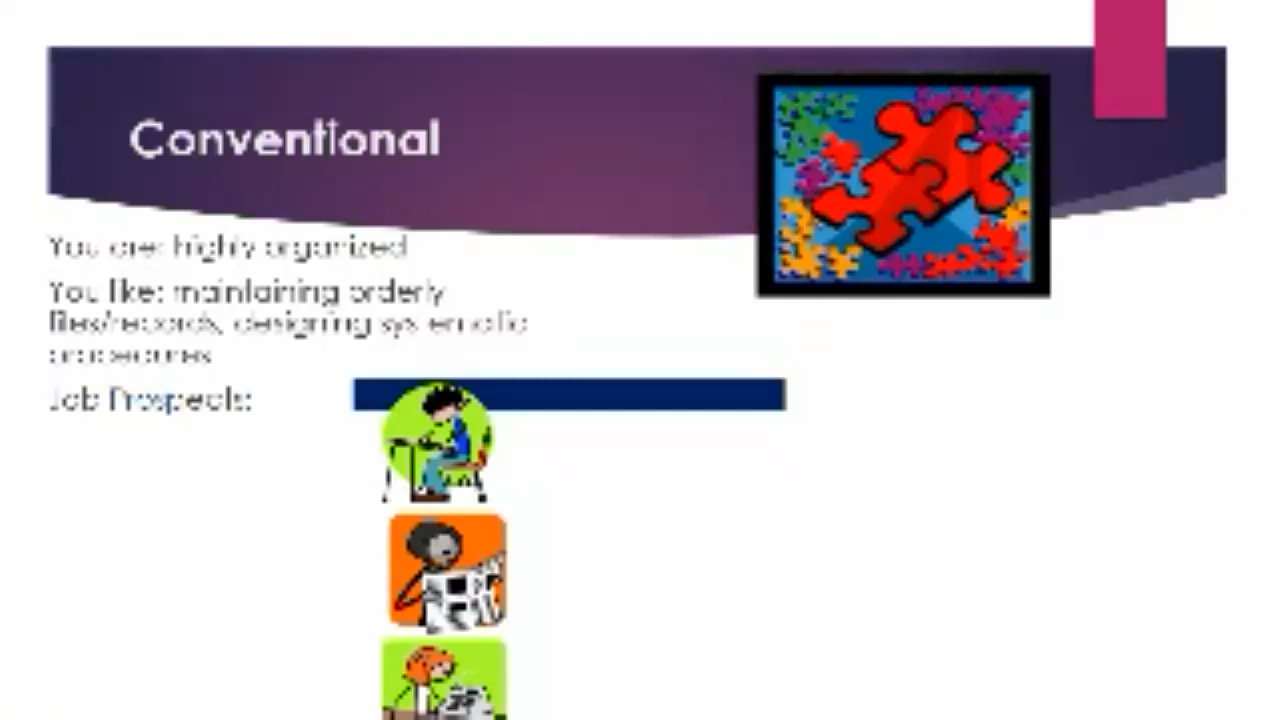 Conventional
You are: highly organized
You like: maintaining orderly
files/records, designing systematic
procedures
Job Prospects: